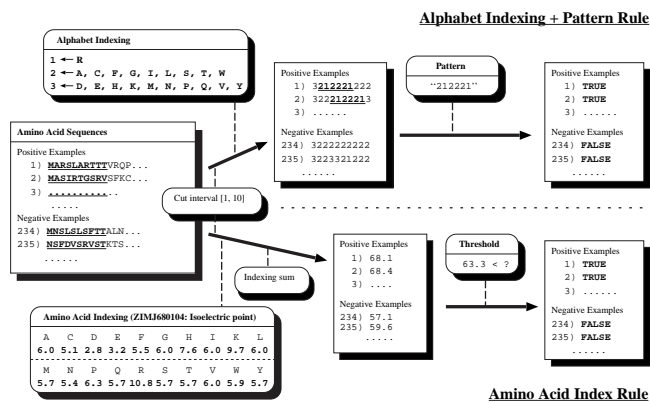 Alphabet Indexing + Pattern Rule
Alphabet Indexing
1 ← R
2 ← A, C, F, G, I, L, S, T, W
3 ← D, E, H, K, M, N, P, Q, V, Y
Positive Examples
1) 3212221222
2) 3222122213
3) ......
Negative Examples
234) 3222222222
235) 3223321222
......
Pattern
"212221"
Positive Examples
1) TRUE
2) TRUE
3) ......
Negative Examples
234) FALSE
235) FALSE
......
Amino Acid Sequences
Positive Examples
1) MARSLARTTTVRQP...
2) MASIRTGSRVSFKC...
3) ............
.....
Negative Examples
234) MNSLSLSFTTALN...
235) NSFDVSRVSTKTS...
......
Cut interval [1, 10]
Indexing sum
Positive Examples
1) 68.1
2) 68.4
3) ....
Negative Examples
234) 57.1
235) 59.6
.....
Threshold
63.3 < ?
Positive Examples
1) TRUE
2) TRUE
3) ......
Negative Examples
234) FALSE
235) FALSE
......
Amino Acid Indexing (ZIMJ680104: Isoelectric point)
A C D E F G H I K L
6.0 5.1 2.8 3.2 5.5 6.0 7.6 6.0 9.7 6.0
M N P Q R S T V W Y
5.7 5.4 6.3 5.7 10.8 5.7 5.7 6.0 5.9 5.7
Amino Acid Index Rule